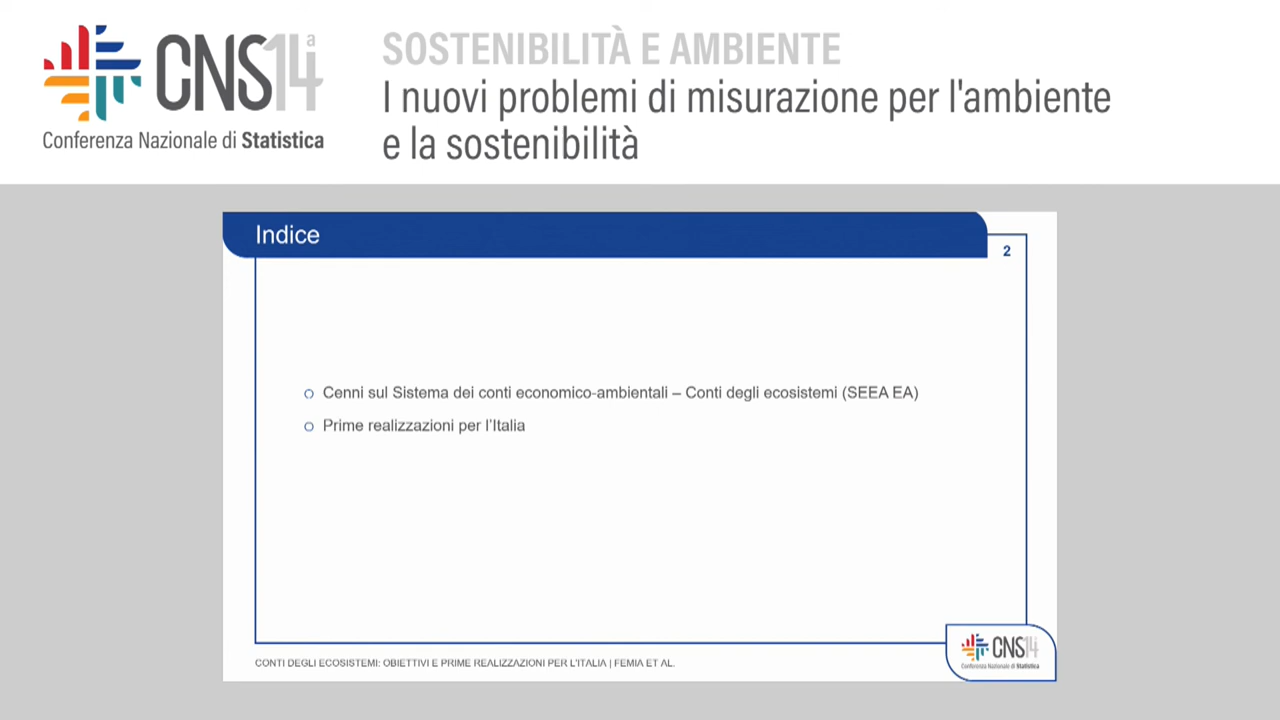 CNS14a
Conferenza Nazionale di Statistica
SOSTENIBILITÀ E AMBIENTE
I nuovi problemi di misurazione per l'ambiente
e la sostenibilità
Indice
2
Cenni sul Sistema dei conti economico-ambientali – Conti degli ecosistemi (SEEA EA)
Prime realizzazioni per l’Italia
CONTI DEGLI ECOSISTEMI: OBIETTIVI E PRIME REALIZZAZIONI PER L'ITALIA | FEMIA ET AL.
CNS14
Conferenza Nazionale di Statistica